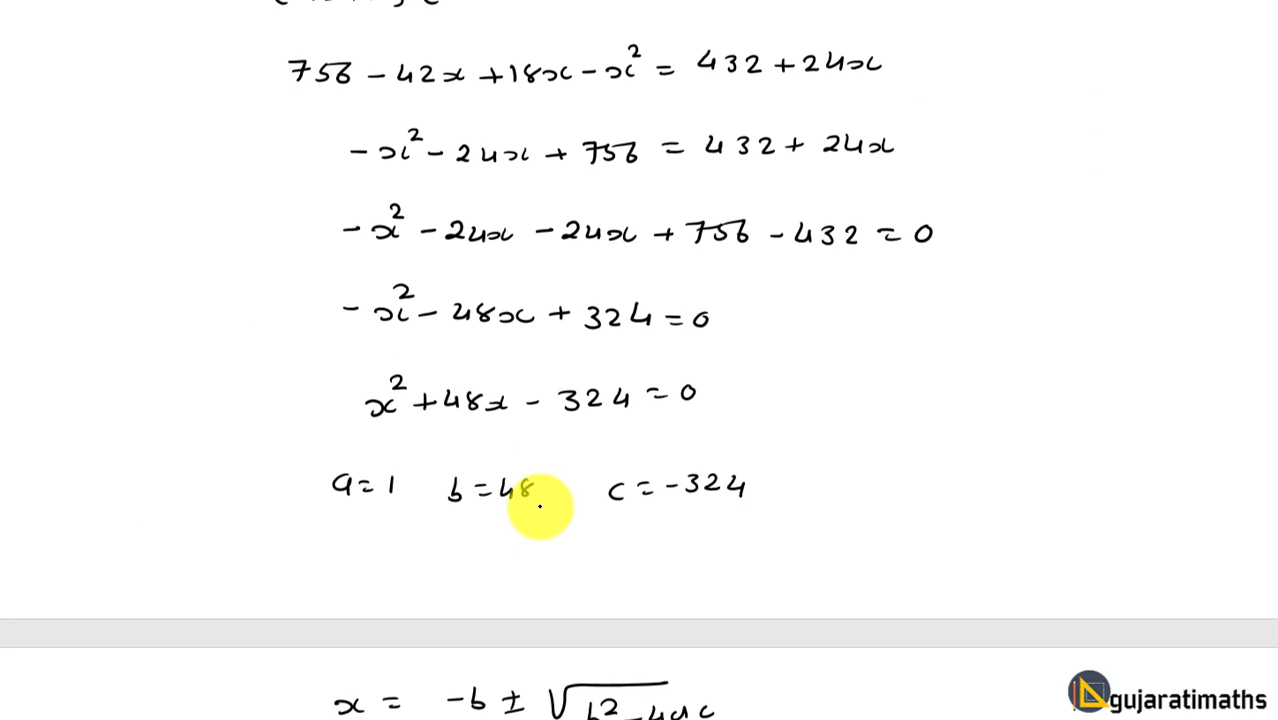 756 - 42x + 18x - x² = 432 + 24x
-x² - 24x + 756 = 432 + 24x
-x² - 24x - 24x + 756 - 432 = 0
-x² - 48x + 324 = 0
x² + 48x - 324 = 0
a = 1 b = 48 c = -324
x = -b ± √b² - 4ac
gujaratimaths